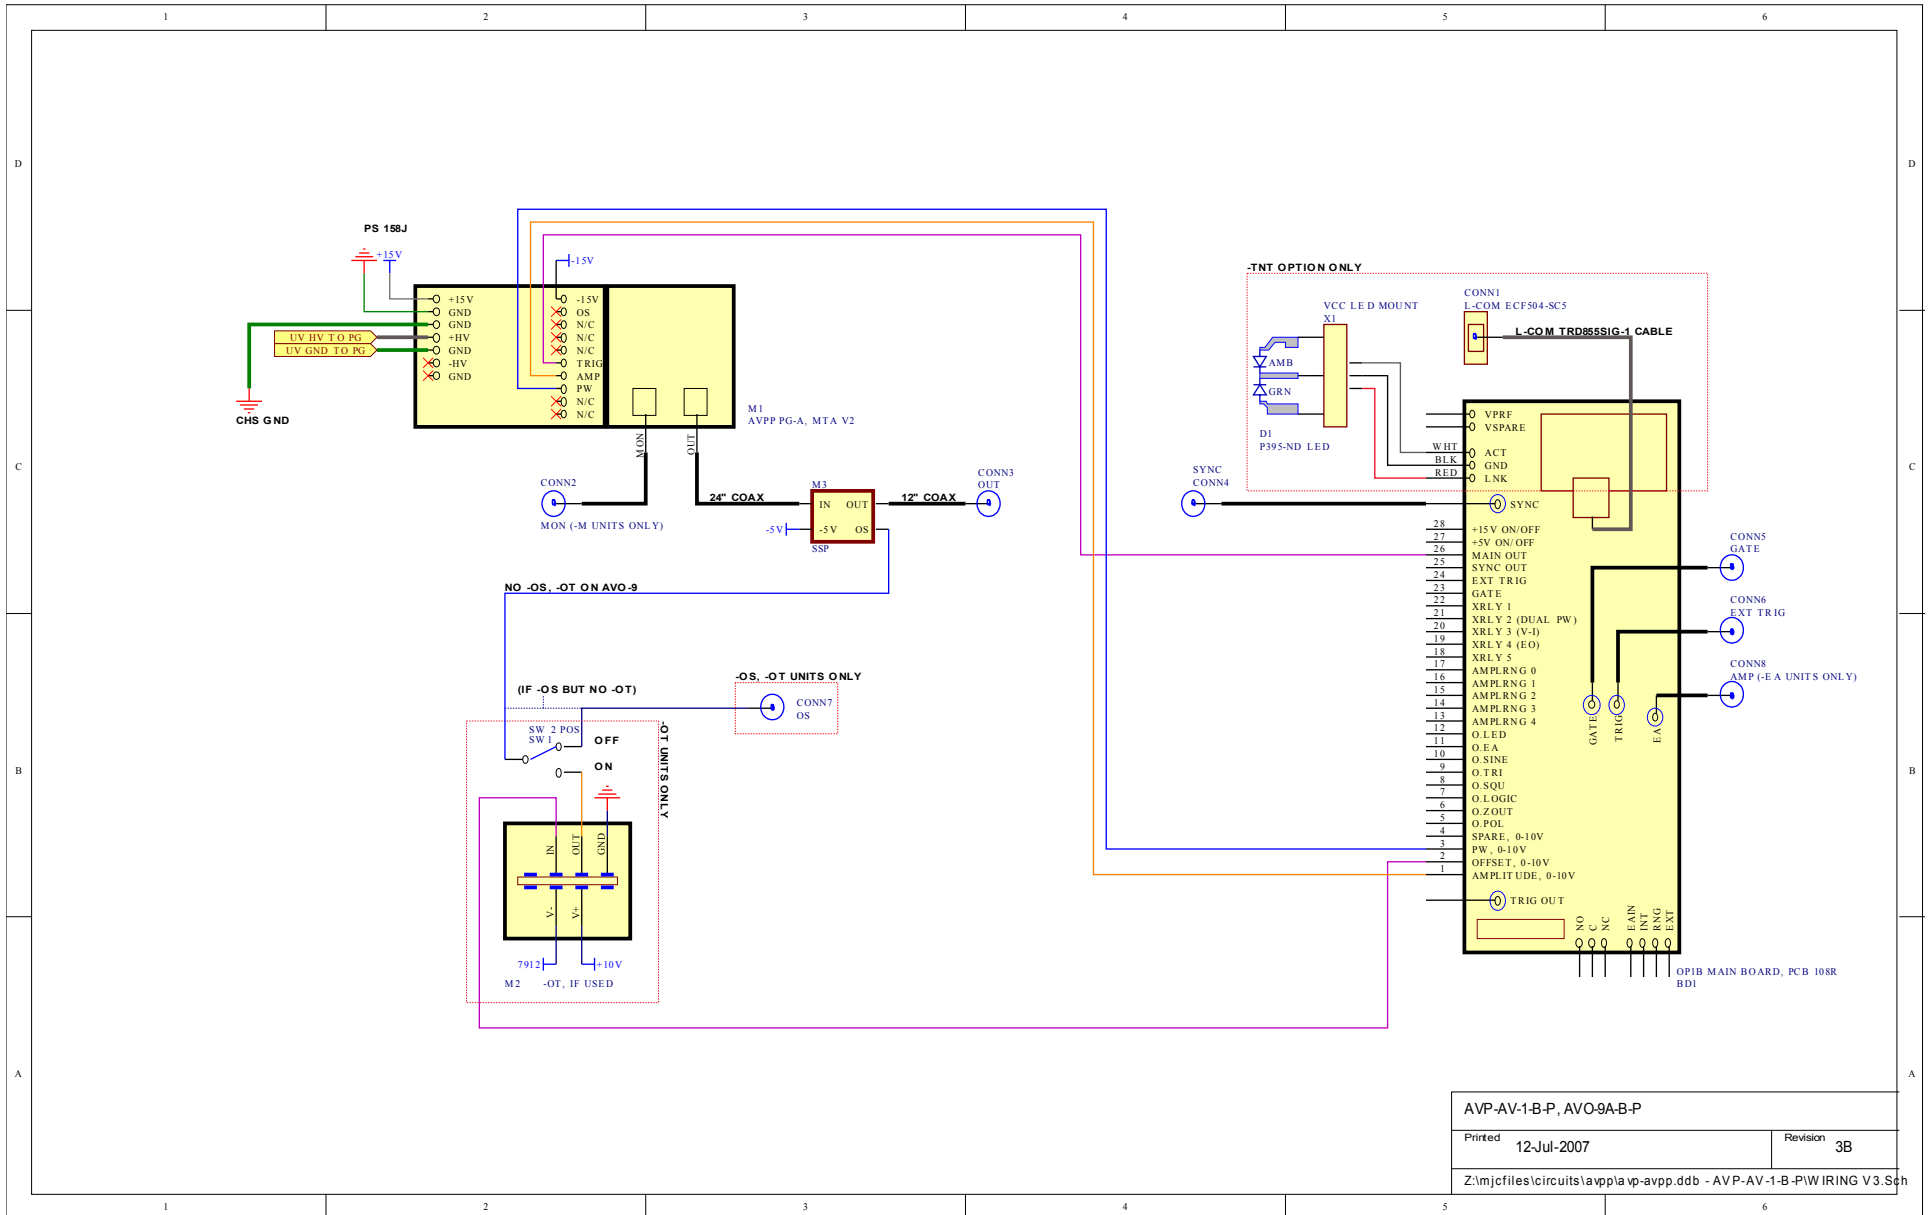 1 2 3 4 5 6
D D
C C
B B
A A
PS 158J
+15V
-15V
+15V
GND
GND
+HV
GND
-HV
GND
-15V
OS
N/C
N/C
N/C
TRIG
AMP
PW
N/C
N/C
UV HV TO PG
UV GND TO PG
CHS GND
MON
OUT
M1
AVPP PG-A, MTA V2
CONN2
MON (-M UNITS ONLY)
24" COAX
M3
IN OUT
-5V OS
SSP
-5V
12" COAX
CONN3
OUT
NO -OS, -OT ON AVO-9
(IF -OS BUT NO -OT)
-OS, -OT UNITS ONLY
CONN7
OS
SW 2 POS
SW1
OFF
ON
-OT UNITS ONLY
IN
OUT
GND
V-
V+
7912
+10V
M2 -OT, IF USED
-TNT OPTION ONLY
VCC LED MOUNT
X1
AMB
GRN
D1
P395-ND LED
CONN1
L-COM ECF504-SC5
L-COM TRD855SIG-1 CABLE
WHT
BLK
RED
VPRF
VSPARE
ACT
GND
LNK
SYNC
CONN4
SYNC
28 +15V ON/OFF
27 +5V ON/OFF
26 MAIN OUT
25 SYNC OUT
24 EXT TRIG
23 GATE
22 XRLY 1
21 XRLY 2 (DUAL PW)
20 XRLY 3 (V-I)
19 XRLY 4 (EO)
18 XRLY 5
17 AMPLRNG 0
16 AMPLRNG 1
15 AMPLRNG 2
14 AMPLRNG 3
13 AMPLRNG 4
12 O.LED
11 O.EA
10 O.SINE
9 O.TRI
8 O.SQU
7 O.LOGIC
6 O.ZOUT
5 O.POL
4 SPARE, 0-10V
3 PW, 0-10V
2 OFFSET, 0-10V
1 AMPLITUDE, 0-10V
TRIG OUT
GATE
TRIG
EA
NO
C
NC
EAIN
INT
RNG
EXT
CONN5
GATE
CONN6
EXT TRIG
CONN8
AMP (-EA UNITS ONLY)
OP1B MAIN BOARD, PCB 108R
BD1
AVP-AV-1-B-P, AVO-9A-B-P
Printed 12-Jul-2007 Revision 3B
Z:\mjcfiles\circuits\avpp\avp-avpp.ddb - AVP-AV-1-B-P\WIRING V3.Sch
1 2 3 4 5 6